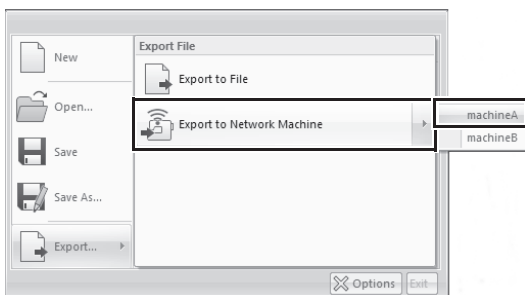 New
Open...
Save
Save As...
Export...
Export File
Export to File
Export to Network Machine
machineA
machineB
Options
Exit